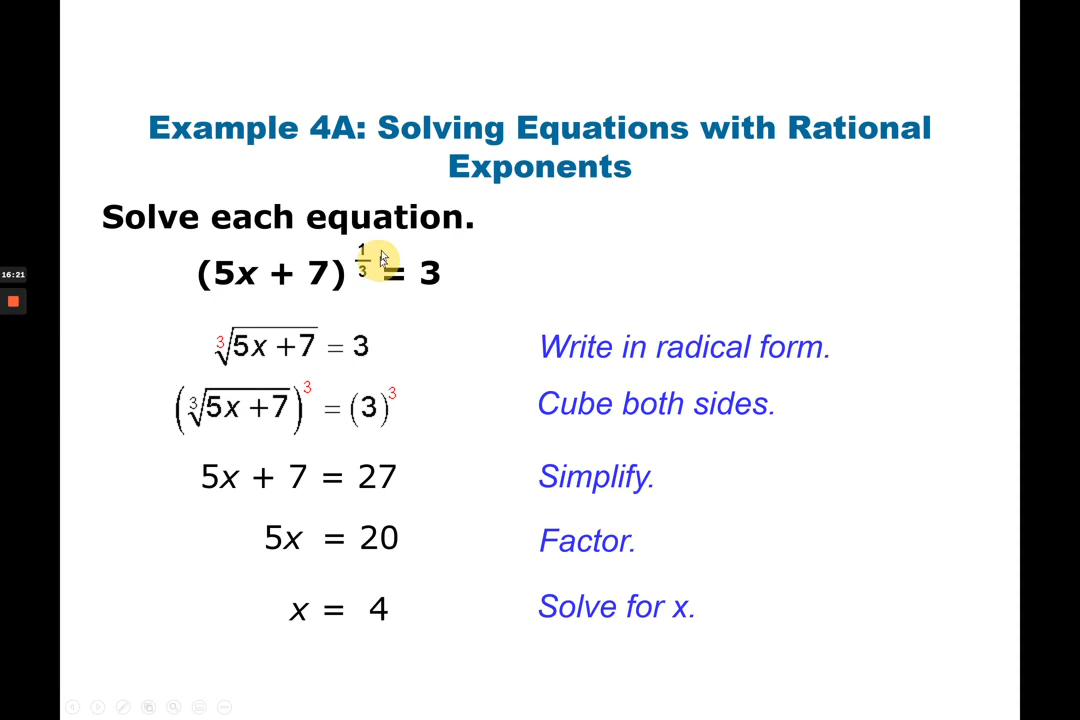 Example 4A: Solving Equations with Rational
Exponents
Solve each equation.
(5x + 7)^(1/3) = 3
∛(5x + 7) = 3 Write in radical form.
(∛(5x + 7))³ = (3)³ Cube both sides.
5x + 7 = 27 Simplify.
5x = 20 Factor.
x = 4 Solve for x.
16:21